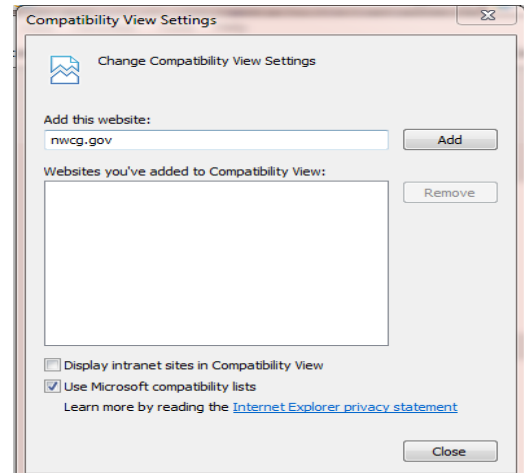 Compatibility View Settings
Change Compatibility View Settings
Add this website:
nwcg.gov
Add
Websites you've added to Compatibility View:
Remove
Display intranet sites in Compatibility View
Use Microsoft compatibility lists
Learn more by reading the Internet Explorer privacy statement
Close